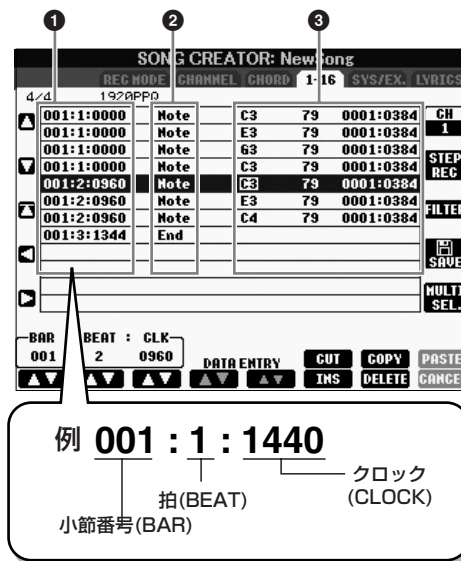 ❶ ❷ ❸
SONG CREATOR: NewSong
REC MODE CHANNEL CHORD 1-16 SYS/EX. LYRICS
4/4 1920PPQ
001:1:0000 Note C3 79 0001:0384 CH 1
001:1:0000 Note E3 79 0001:0384
001:1:0000 Note G3 79 0001:0384 STEP
001:1:0000 Note C3 79 0001:0384 REC
001:2:0960 Note C3 79 0001:0384
001:2:0960 Note E3 79 0001:0384 FILTER
001:2:0960 Note C4 79 0001:0384
001:3:1344 End
SAVE
MULTI
SEL.
BAR BEAT : CLK
001 2 0960 DATA ENTRY CUT COPY PASTE
INS DELETE CANCEL
例 001 : 1 : 1440
クロック
(CLOCK)
拍(BEAT)
小節番号(BAR)